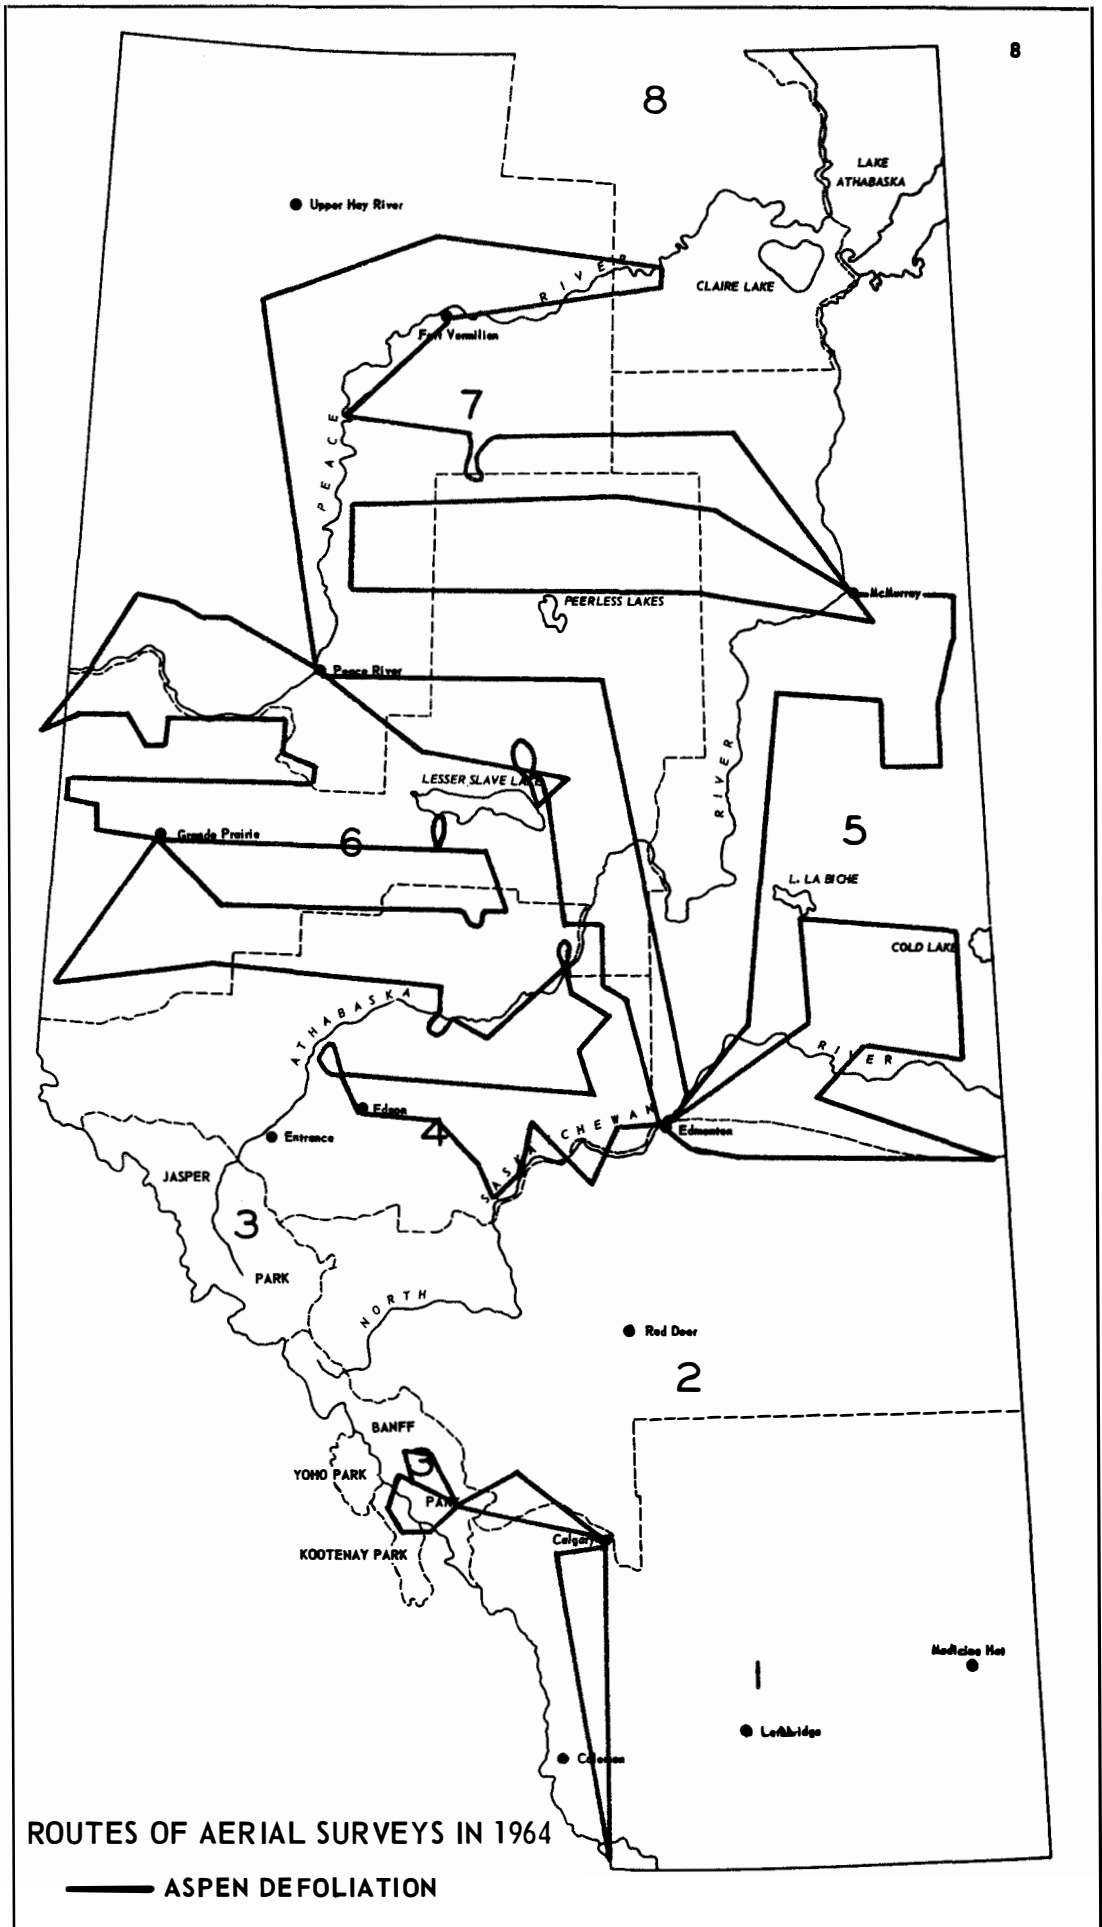 8
8
LAKE
ATHABASKA
Upper Hay River
RIVER
CLAIRE LAKE
Fort Vermilion
7
PEACE
PEERLESS LAKES
McMurray
Peace River
LESSER SLAVE LAKE
RIVER
Grande Prairie
6
5
L. LA BICHE
COLD LAKE
ATHABASKA
RIVER
Edson
4
SASKATCHEWAN
Edmonton
Entrance
JASPER
3
PARK
NORTH
Red Deer
2
BANFF
3
YOHO PARK
PARK
KOOTENAY PARK
Calgary
Medicine Hat
1
Lethbridge
Coleman
ROUTES OF AERIAL SURVEYS IN 1964
ASPEN DEFOLIATION